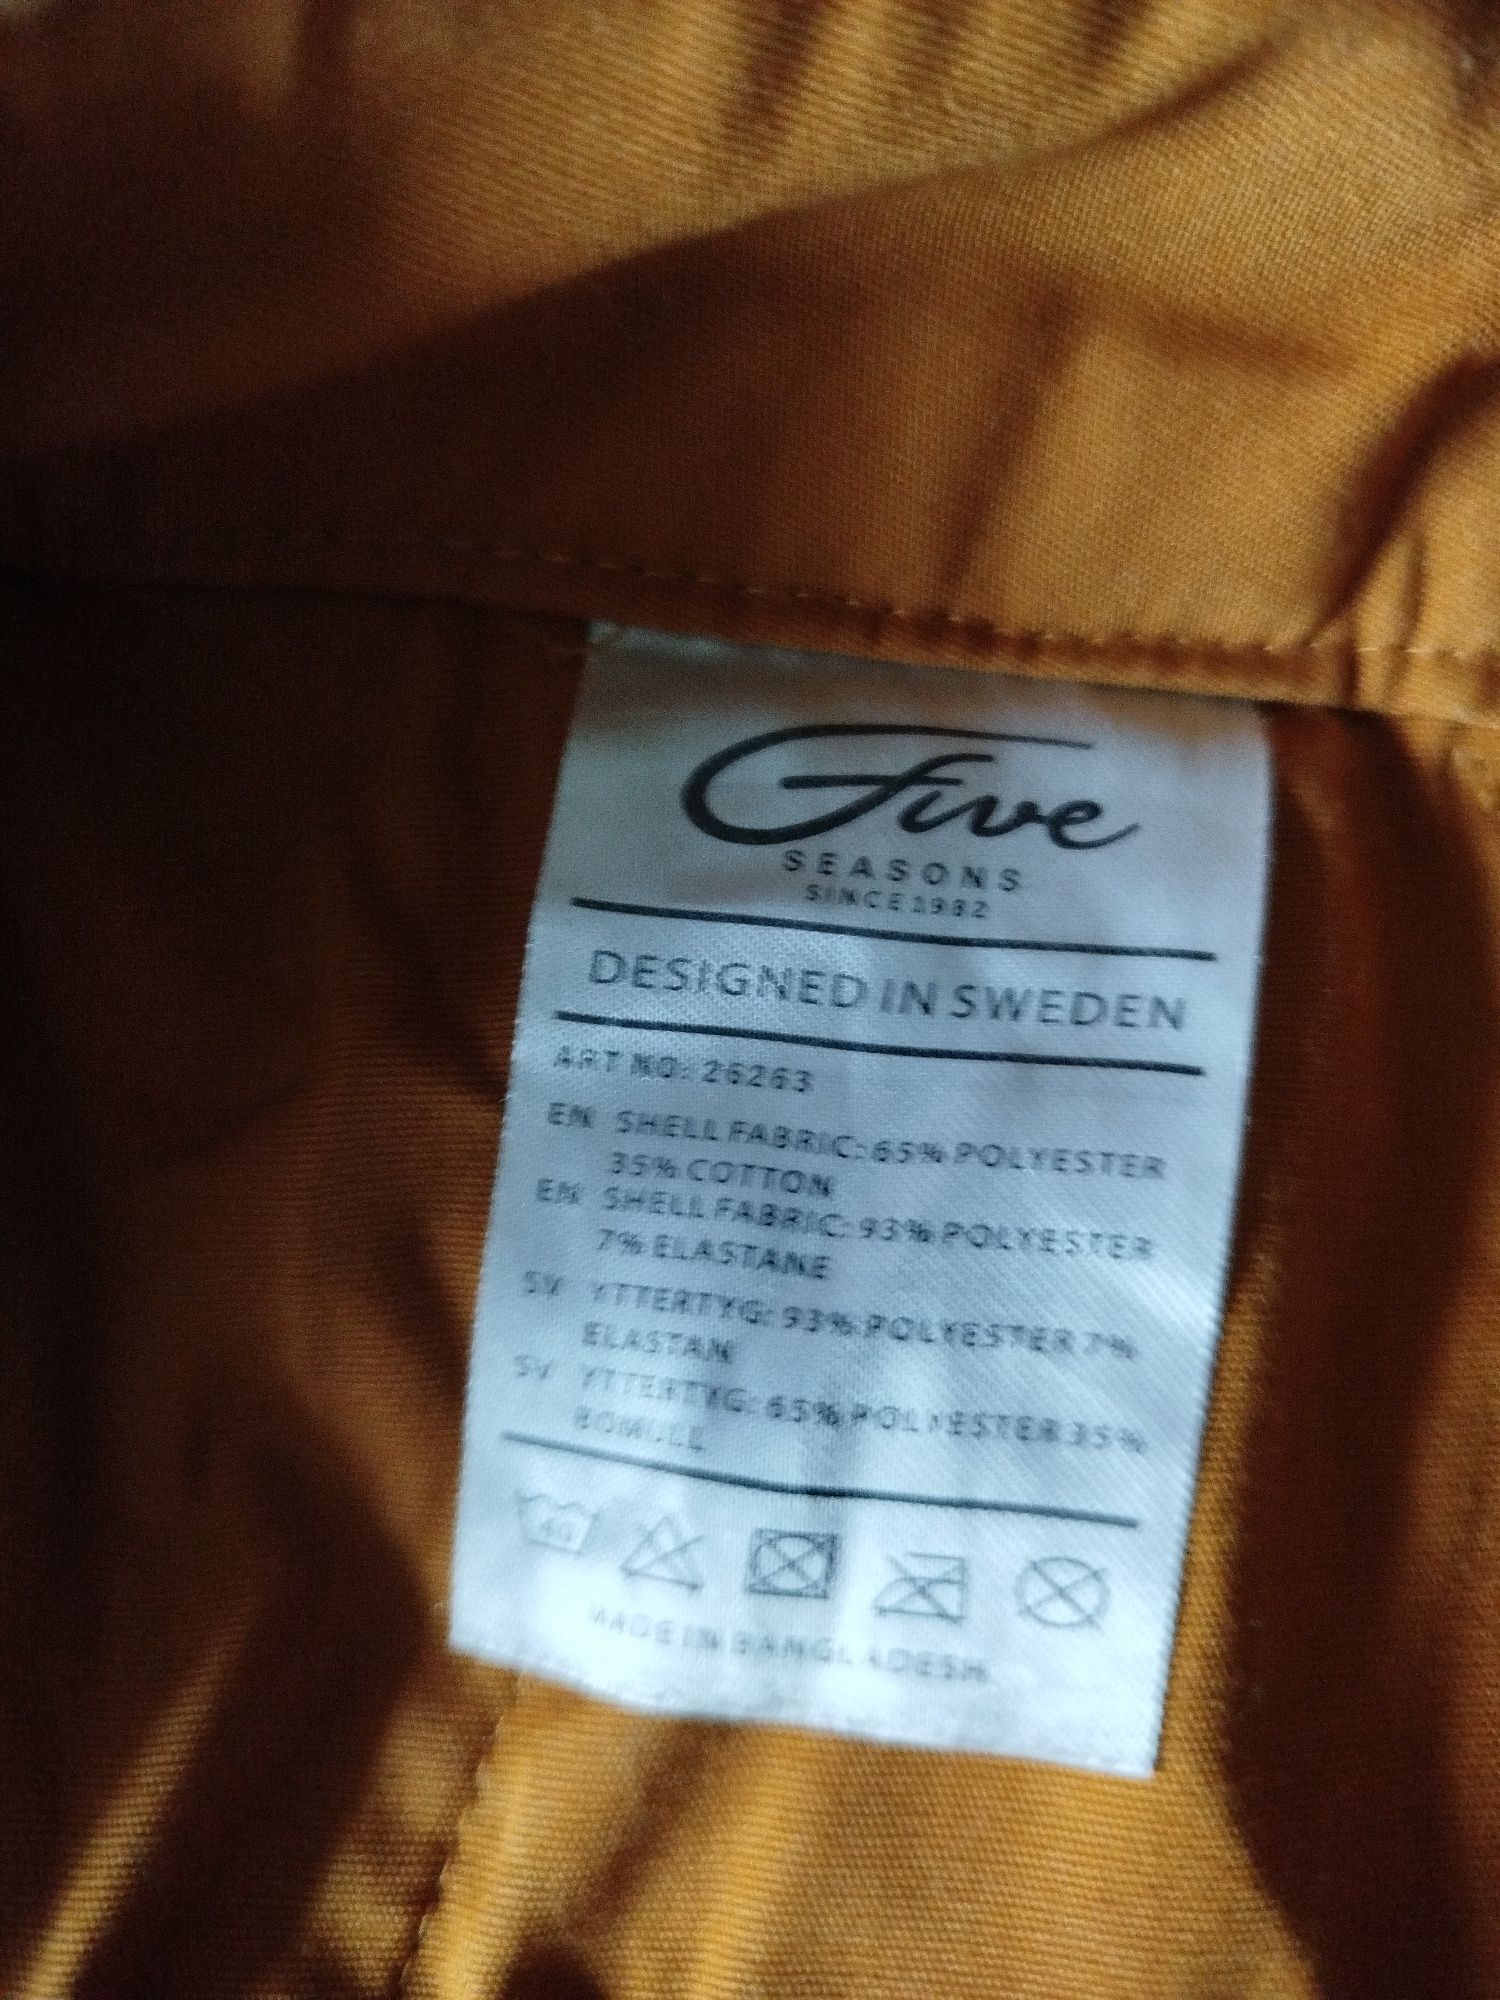 Five
SEASONS
SINCE 1982
DESIGNED IN SWEDEN
ART NO: 26263
EN SHELL FABRIC: 65% POLYESTER
35% COTTON
EN SHELL FABRIC: 93% POLYESTER
7% ELASTANE
SV YTTERTYG: 93% POLYESTER 7%
ELASTAN
SV YTTERTYG: 65% POLYESTER 35%
BOMULL
40
MADE IN BANGLADESH